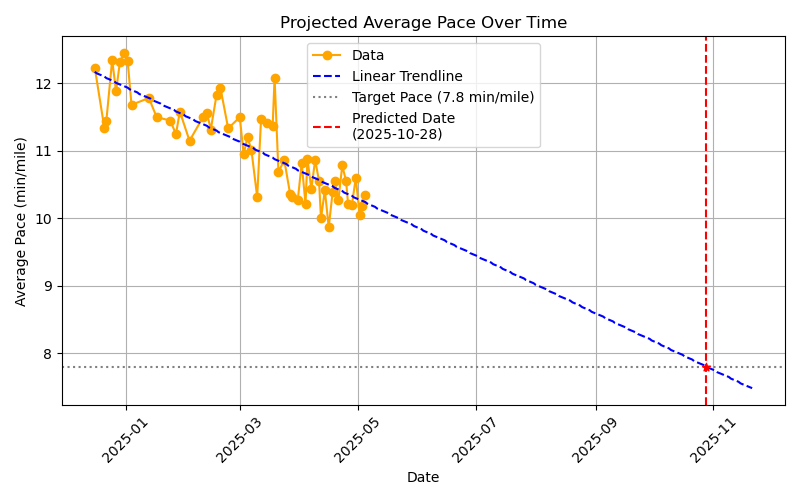 Projected Average Pace Over Time
Data
Linear Trendline
Target Pace (7.8 min/mile)
Predicted Date
(2025-10-28)
Average Pace (min/mile)
12
11
10
9
8
2025-01
2025-03
2025-05
2025-07
2025-09
2025-11
Date